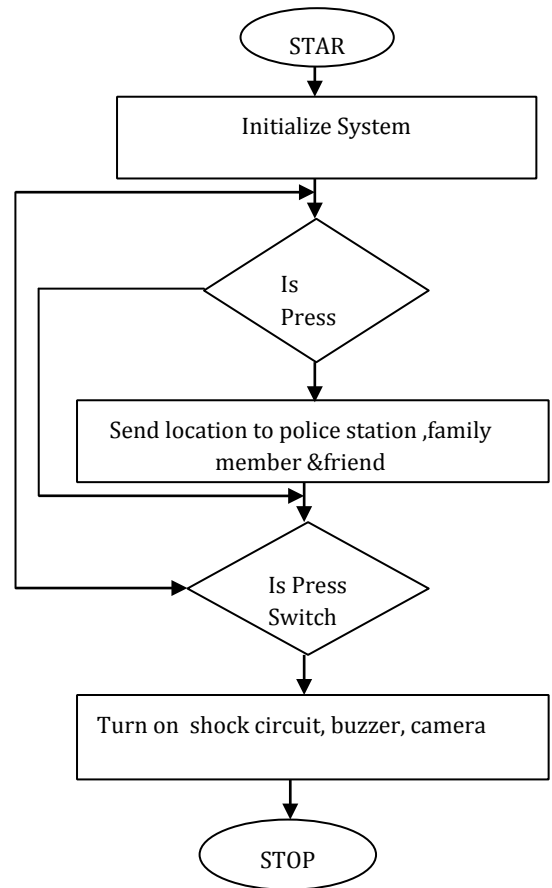 STAR
Initialize System
Is
Press
Send location to police station ,family
member &friend
Is Press
Switch
Turn on shock circuit, buzzer, camera
STOP